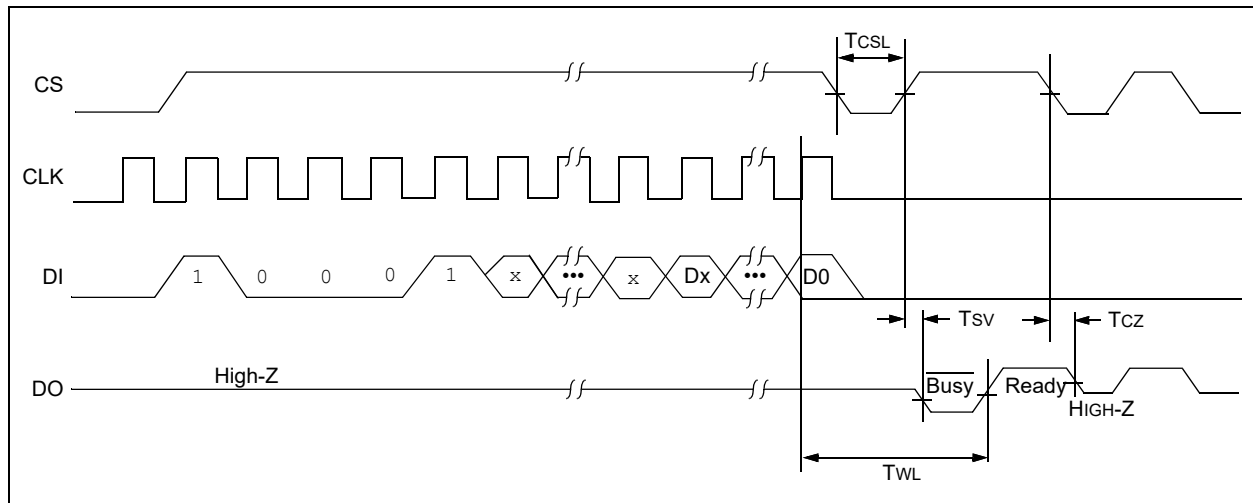 TCSL
CS
CLK
DI 1 0 0 0 1 x ••• x Dx ••• D0
TSV TCZ
DO High-Z Busy Ready HIGH-Z
TWL